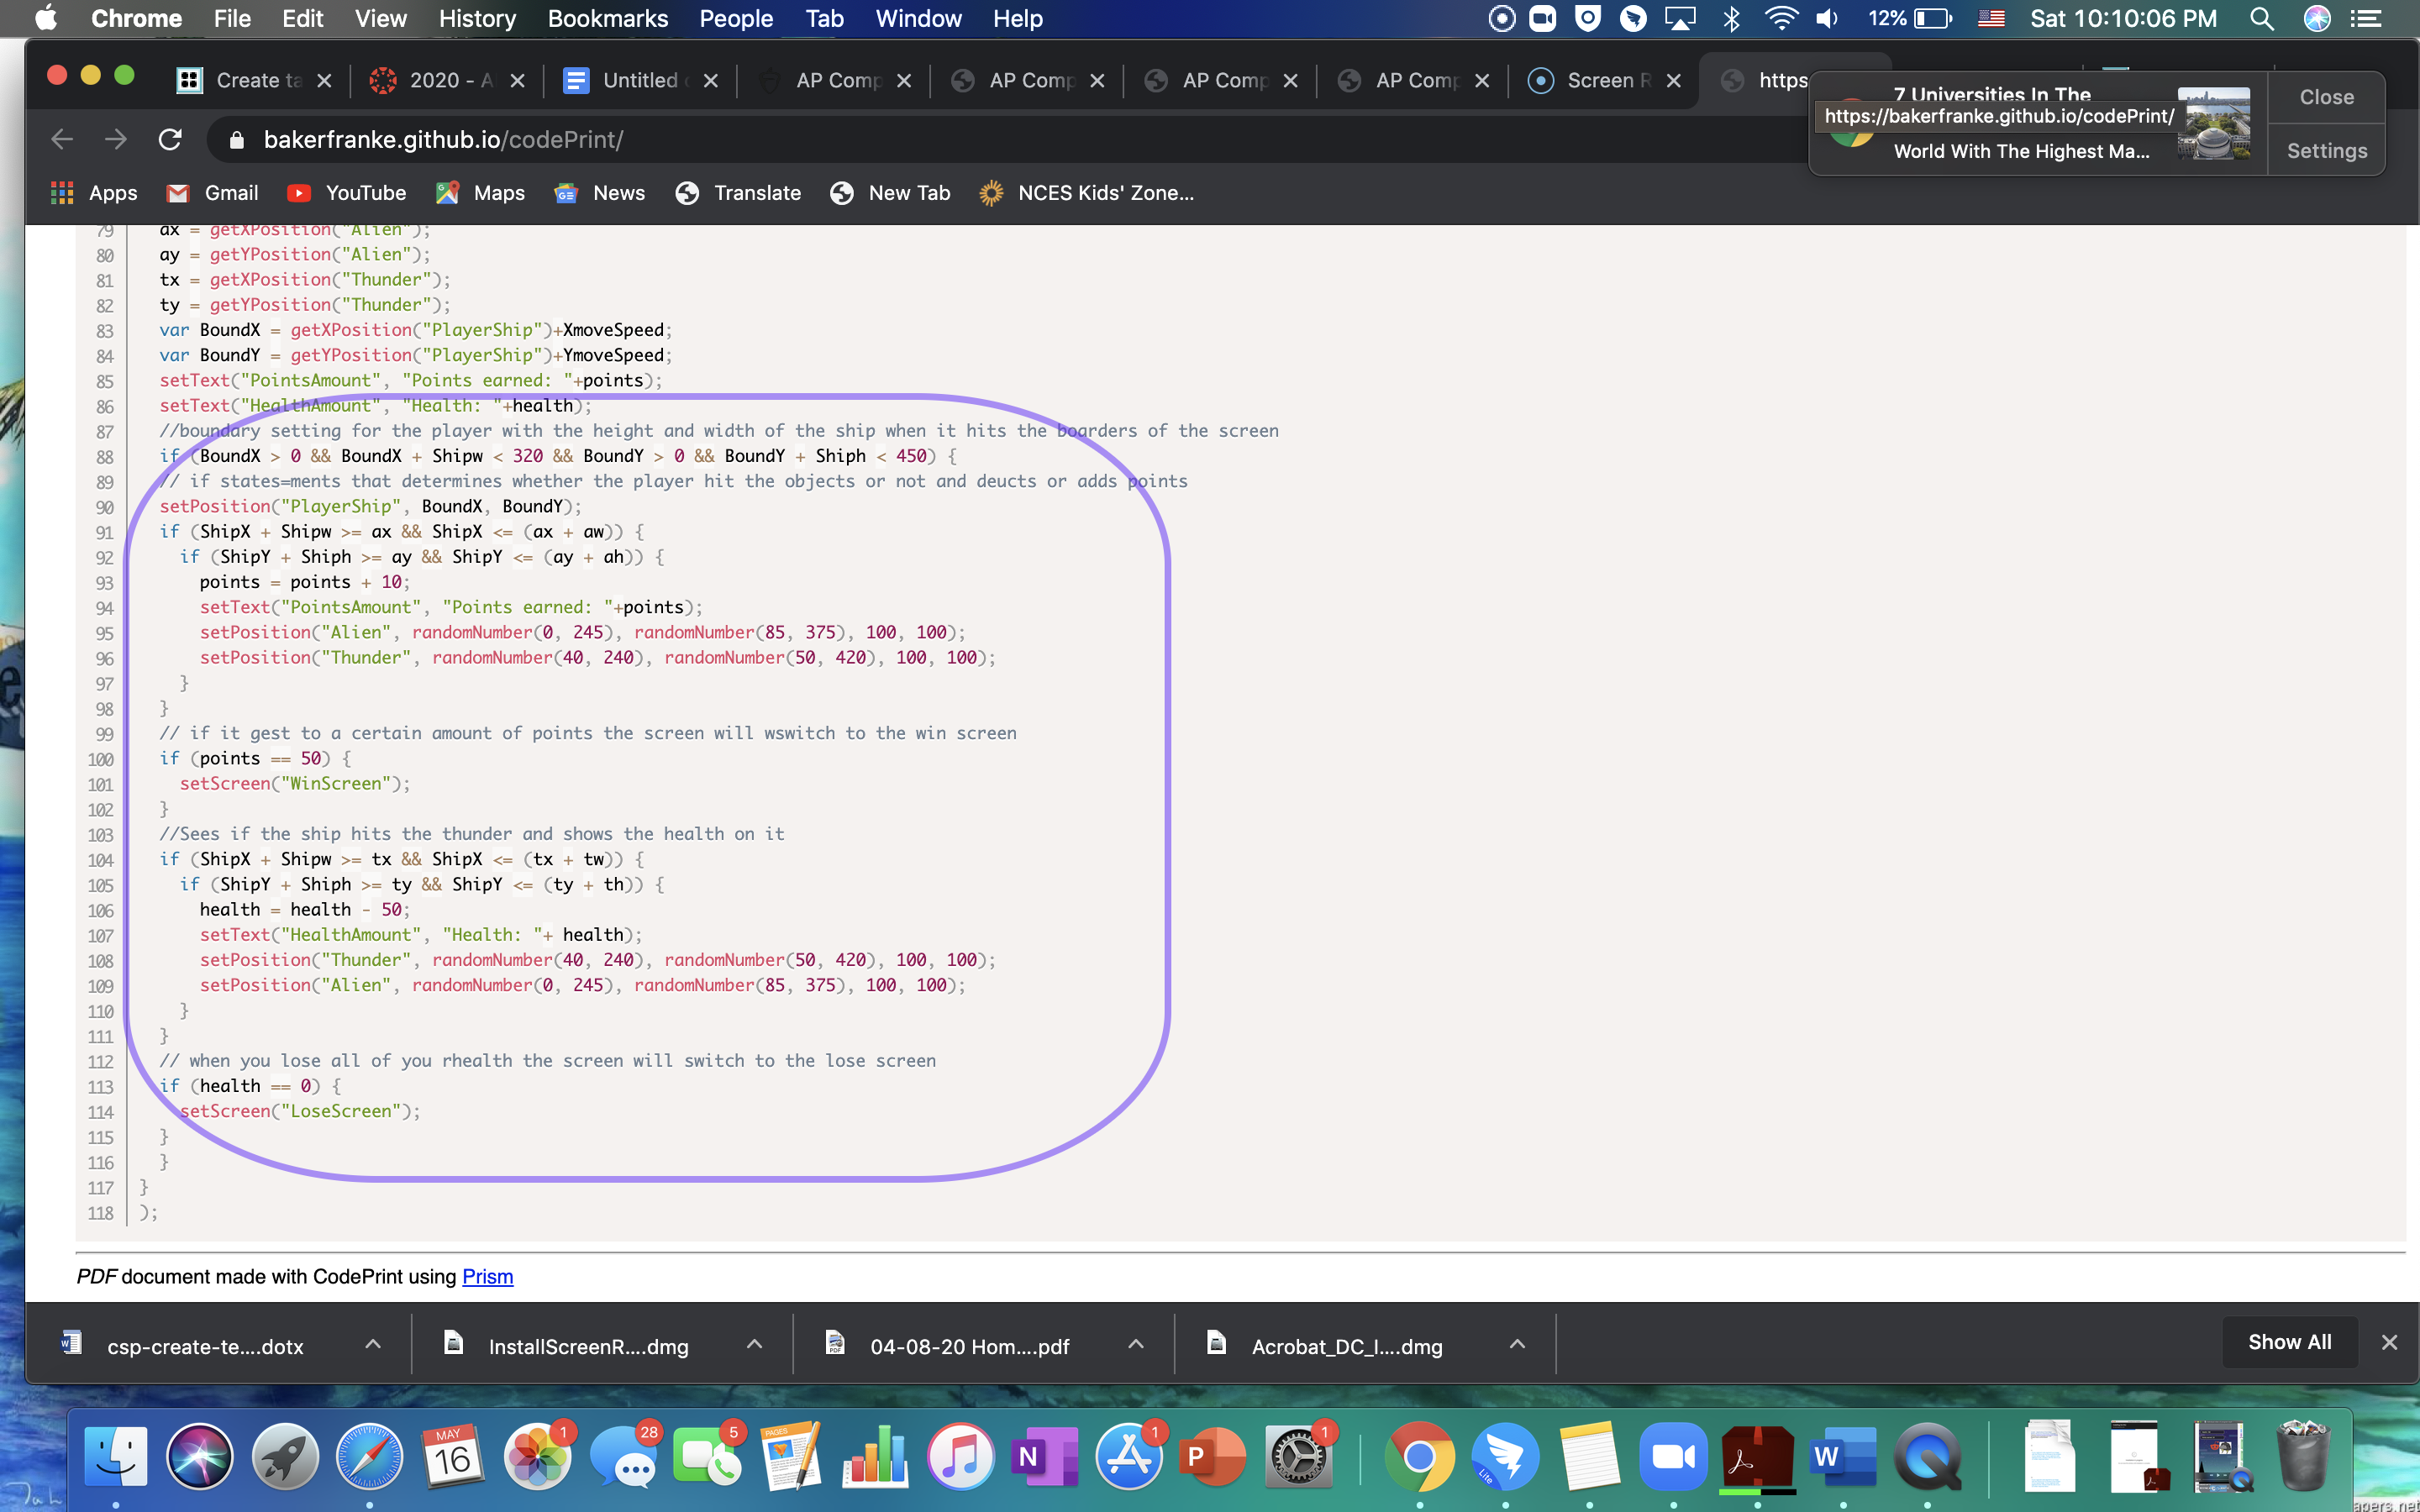 Chrome File Edit View History Bookmarks People Tab Window Help 12% Sat 10:10:06 PM
Create ta 2020 - A Untitled AP Comp AP Comp AP Comp AP Comp Screen R https
7 Universities In The
https://bakerfranke.github.io/codePrint/
World With The Highest Ma...
Close
Settings
bakerfranke.github.io/codePrint/
Apps Gmail YouTube Maps News Translate New Tab NCES Kids' Zone...
79 ax = getXPosition("Alien");
80 ay = getYPosition("Alien");
81 tx = getXPosition("Thunder");
82 ty = getYPosition("Thunder");
83 var BoundX = getXPosition("PlayerShip")+XmoveSpeed;
84 var BoundY = getYPosition("PlayerShip")+YmoveSpeed;
85 setText("PointsAmount", "Points earned: "+points);
86 setText("HealthAmount", "Health: "+health);
87 //boundary setting for the player with the height and width of the ship when it hits the boarders of the screen
88 if (BoundX > 0 && BoundX + Shipw < 320 && BoundY > 0 && BoundY + Shiph < 450) {
89 // if states=ments that determines whether the player hit the objects or not and deucts or adds points
90 setPosition("PlayerShip", BoundX, BoundY);
91 if (ShipX + Shipw >= ax && ShipX <= (ax + aw)) {
92 if (ShipY + Shiph >= ay && ShipY <= (ay + ah)) {
93 points = points + 10;
94 setText("PointsAmount", "Points earned: "+points);
95 setPosition("Alien", randomNumber(0, 245), randomNumber(85, 375), 100, 100);
96 setPosition("Thunder", randomNumber(40, 240), randomNumber(50, 420), 100, 100);
97 }
98 }
99 // if it gest to a certain amount of points the screen will wswitch to the win screen
100 if (points == 50) {
101 setScreen("WinScreen");
102 }
103 //Sees if the ship hits the thunder and shows the health on it
104 if (ShipX + Shipw >= tx && ShipX <= (tx + tw)) {
105 if (ShipY + Shiph >= ty && ShipY <= (ty + th)) {
106 health = health - 50;
107 setText("HealthAmount", "Health: "+ health);
108 setPosition("Thunder", randomNumber(40, 240), randomNumber(50, 420), 100, 100);
109 setPosition("Alien", randomNumber(0, 245), randomNumber(85, 375), 100, 100);
110 }
111 }
112 // when you lose all of you rhealth the screen will switch to the lose screen
113 if (health == 0) {
114 setScreen("LoseScreen");
115 }
116 }
117 }
118 );
PDF document made with CodePrint using Prism
csp-create-te....dotx InstallScreenR....dmg 04-08-20 Hom....pdf Acrobat_DC_I....dmg Show All
MAY
16
1 28 5 PAGES N 1 P 1 Lite W
apers.net